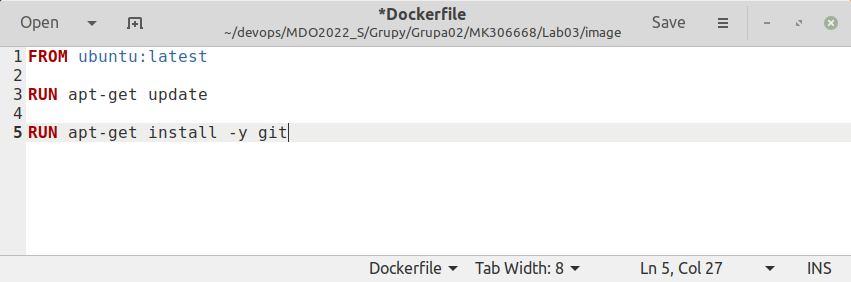 Open
*Dockerfile
~/devops/MDO2022_S/Grupy/Grupa02/MK306668/Lab03/image
Save
1 FROM ubuntu:latest
2
3 RUN apt-get update
4
5 RUN apt-get install -y git
Dockerfile Tab Width: 8 Ln 5, Col 27 INS